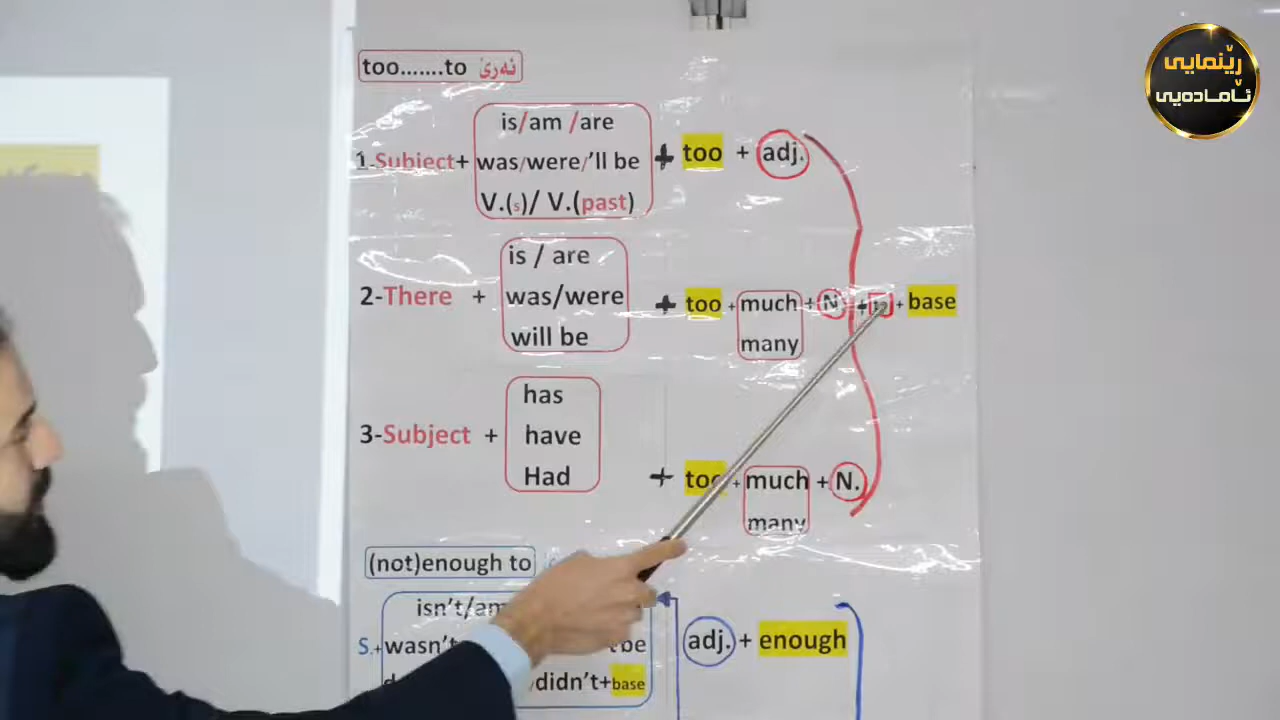 رێنمایی
ئامادەیی
too.......to نەرێ
is/am /are
1-Subject+ was/were/'ll be + too + adj.
V.(s)/ V.(past)
is / are
2-There + was/were + too + much + N. + + base
will be many
has
3-Subject + have
Had + too + much + N.
many
(not)enough to
isn't/am
S.+ be adj. + enough
/didn't+base